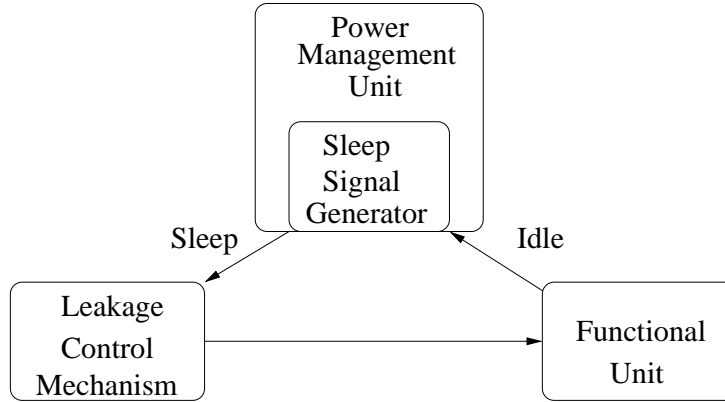 Power
Management
Unit
Sleep
Signal
Generator
Sleep
Idle
Leakage
Control
Mechanism
Functional
Unit